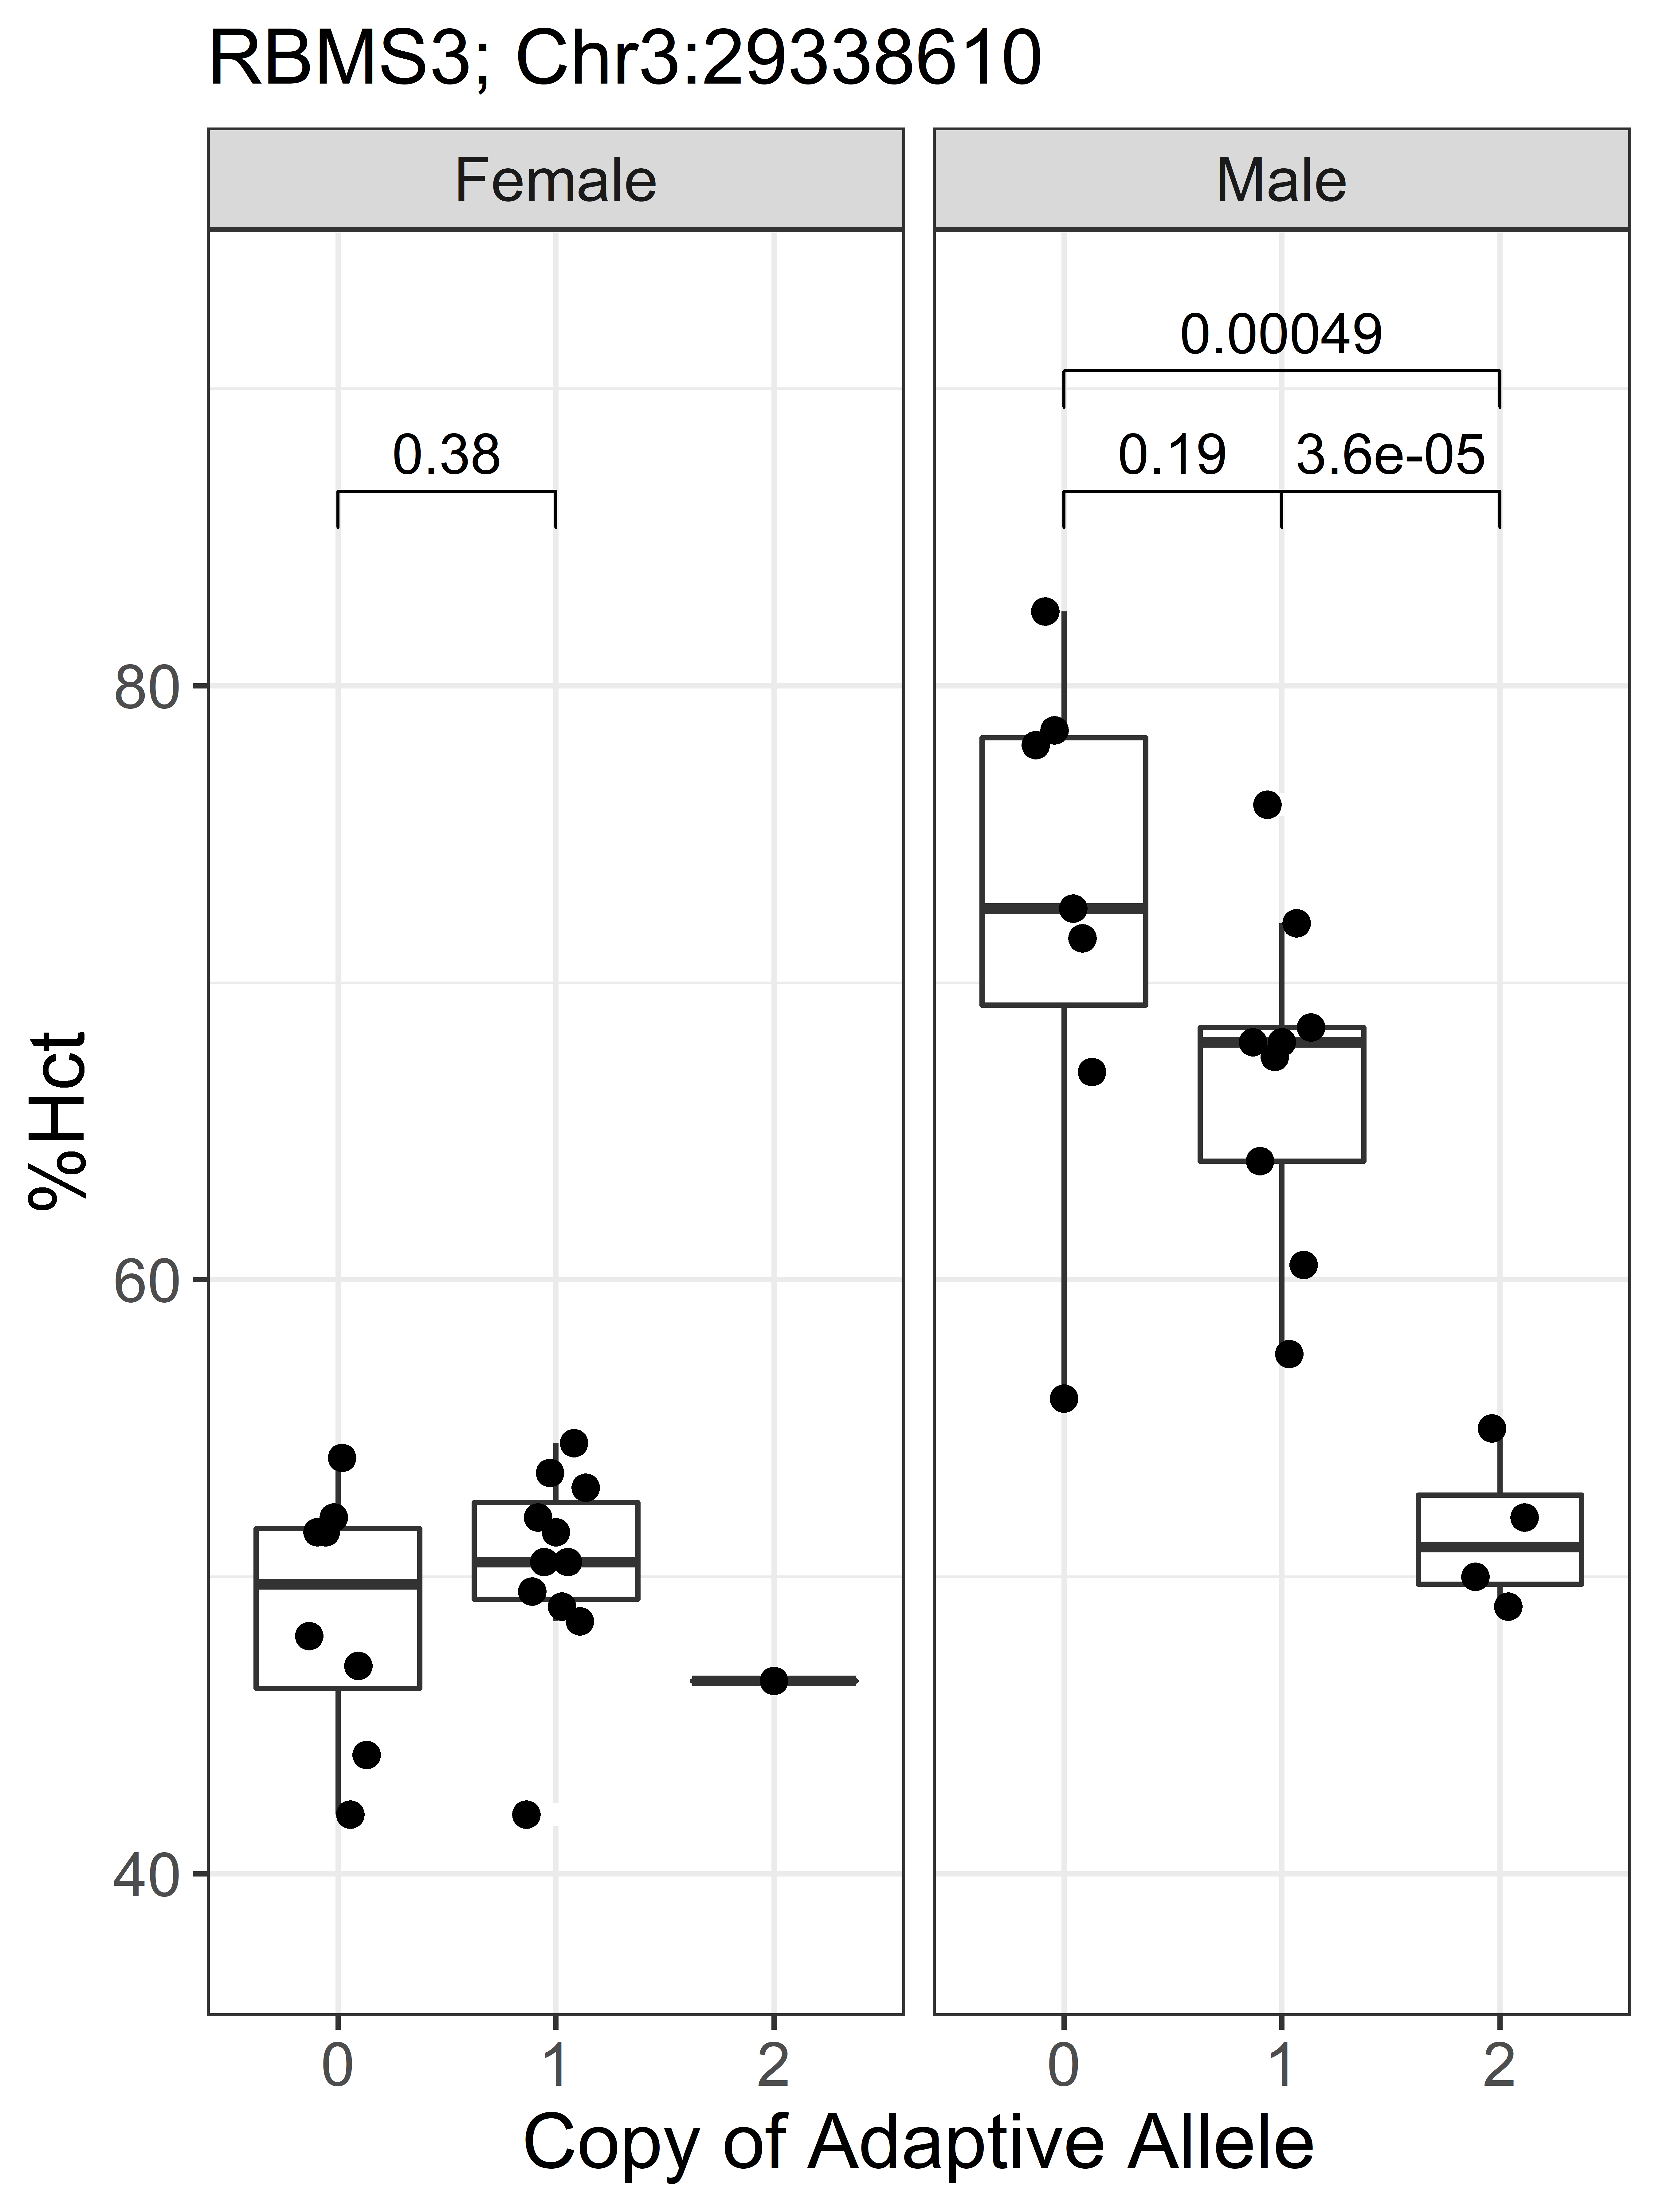 RBMS3; Chr3:29338610
Female
Male
0.00049
0.38
0.19
3.6e-05
80
60
40
%Hct
0 1 2
0 1 2
Copy of Adaptive Allele